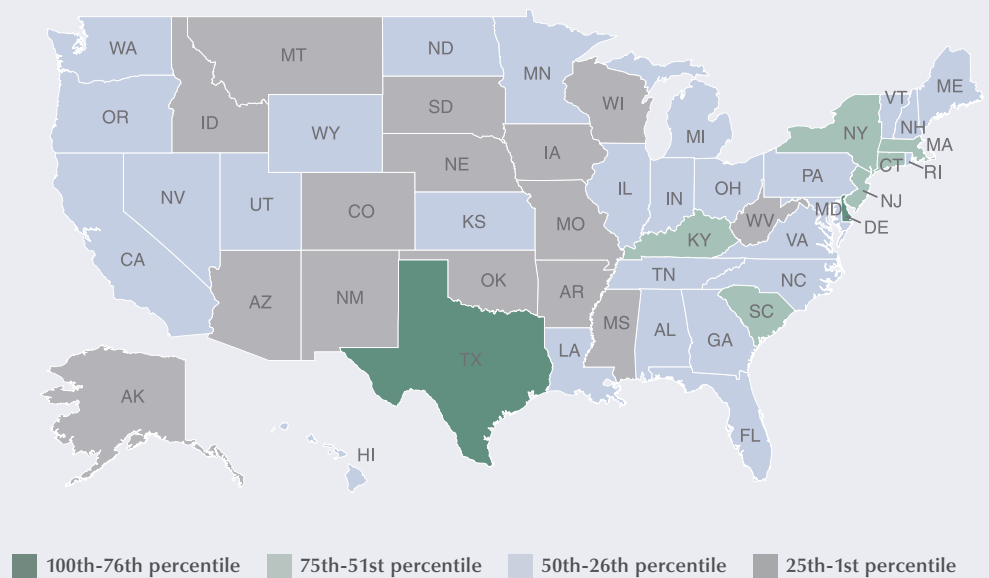 WA
MT
ND
MN
ME
VT
NH
OR
ID
SD
WI
NY
MA
WY
MI
CT
RI
IA
NE
PA
NV
UT
CO
IL
IN
OH
NJ
KS
MO
WV
MD
DE
KY
VA
CA
TN
NC
AZ
NM
OK
AR
SC
MS
AL
GA
TX
LA
AK
FL
HI
100th-76th percentile
75th-51st percentile
50th-26th percentile
25th-1st percentile